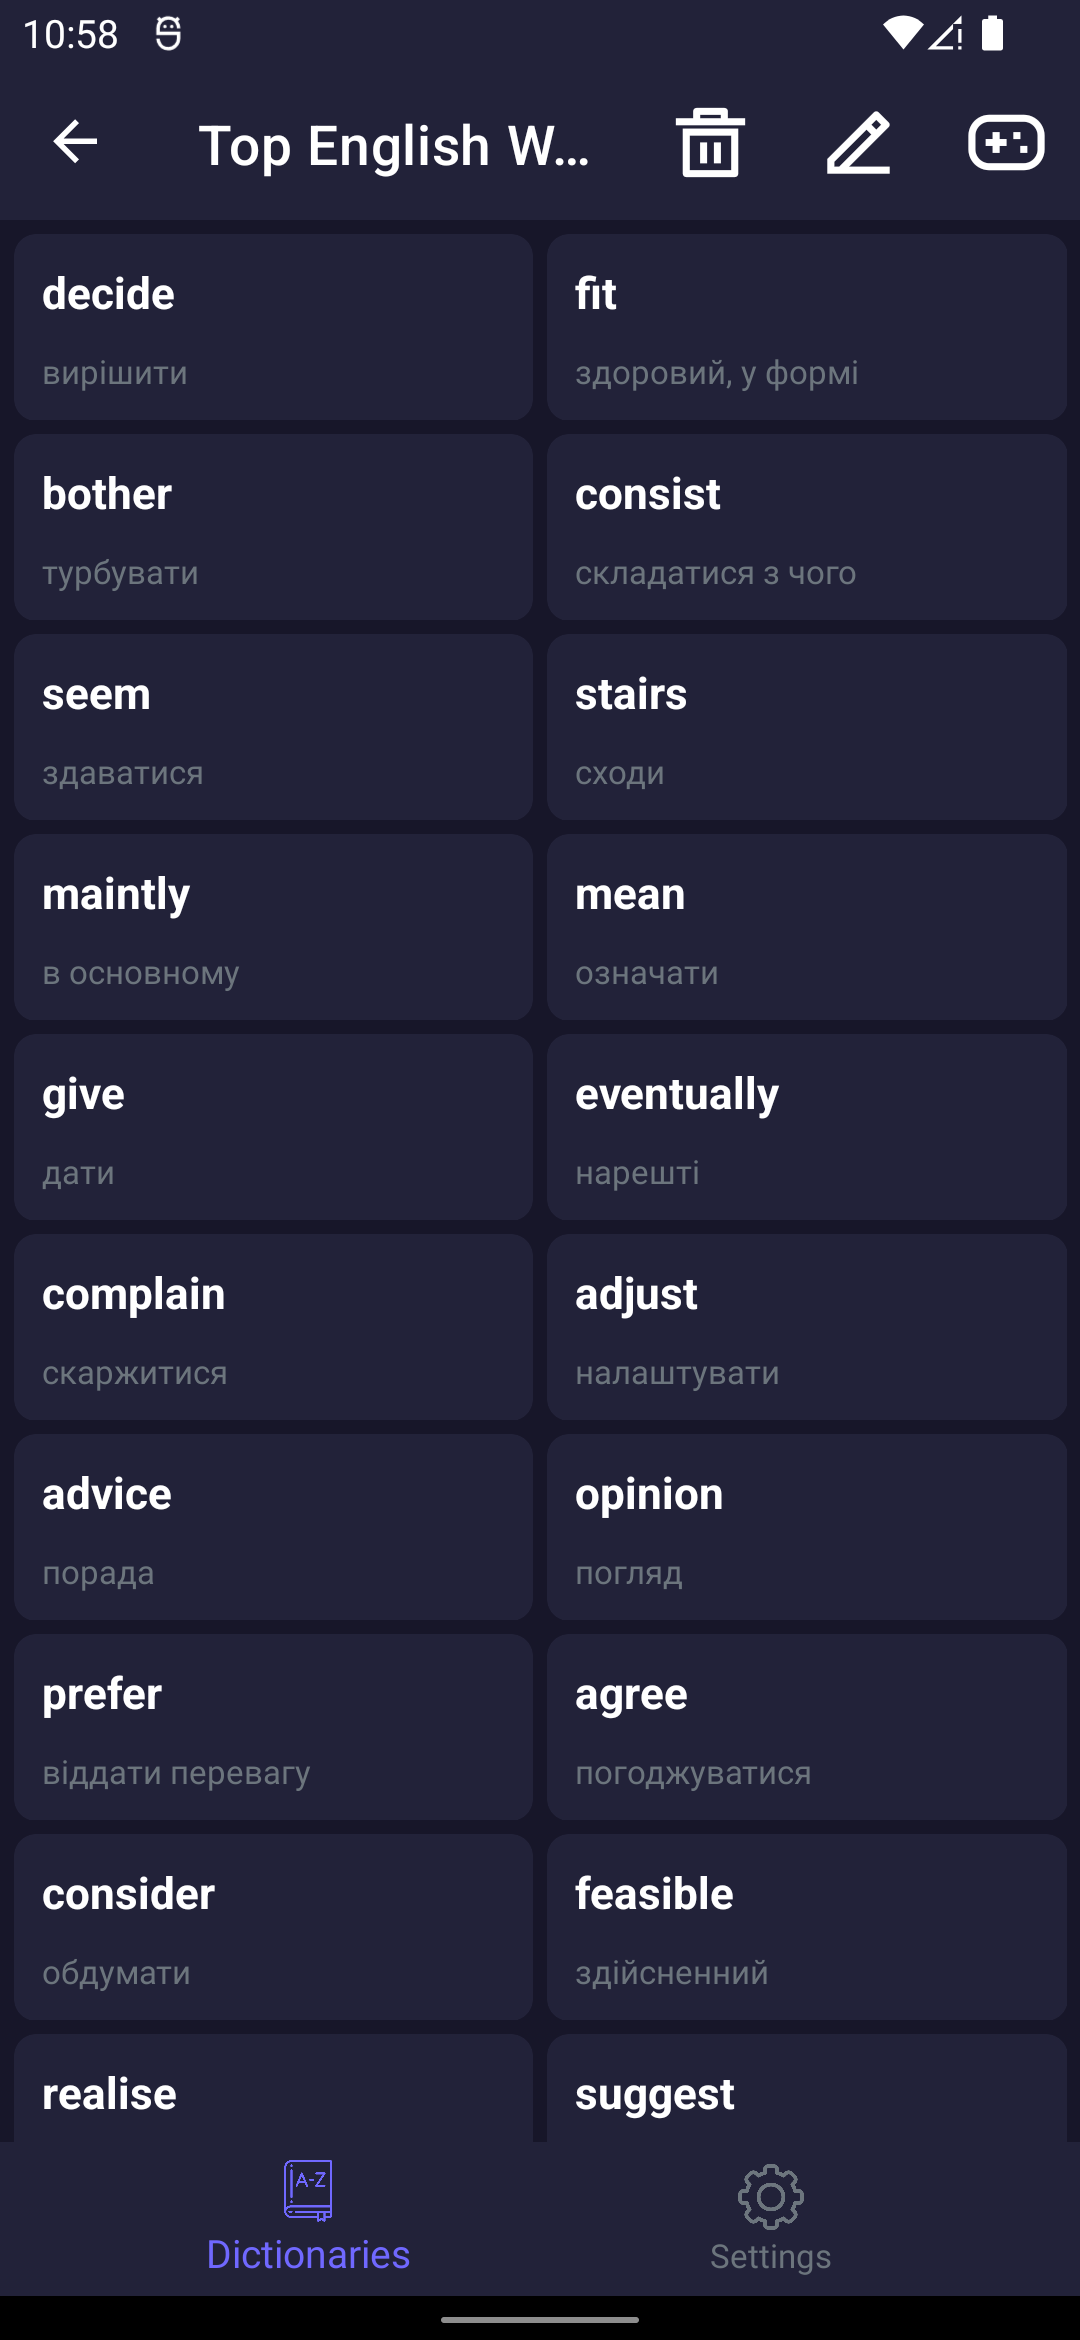 10:58
Top English W...
decide
вирішити
fit
здоровий, у формі
bother
турбувати
consist
складатися з чого
seem
здаватися
stairs
сходи
maintly
в основному
mean
означати
give
дати
eventually
нарешті
complain
скаржитися
adjust
налаштувати
advice
порада
opinion
погляд
prefer
віддати перевагу
agree
погоджуватися
consider
обдумати
feasible
здійсненний
realise
suggest
A-Z
Dictionaries
Settings